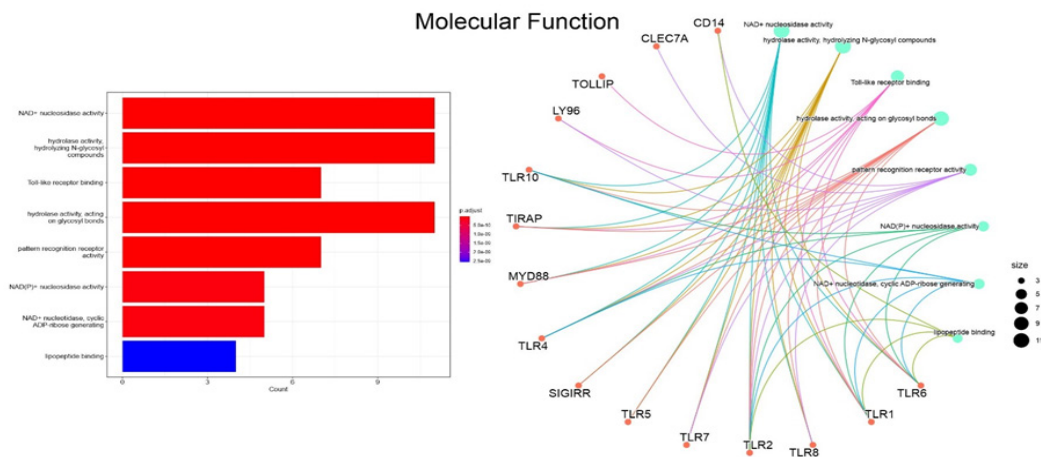 Molecular Function
NAD+ nucleosidase activity
hydrolase activity,
hydrolyzing N-glycosyl
compounds
Toll-like receptor binding
hydrolase activity, acting
on glycosyl bonds
pattern recognition receptor
activity
NAD(P)+ nucleosidase activity
NAD+ nucleotidase, cyclic
ADP-ribose generating
lipopeptide binding
0
3
6
9
Count
p.adjust
CD14
CLEC7A
TOLLIP
LY96
TLR10
TIRAP
MYD88
TLR4
SIGIRR
TLR5
TLR7
TLR2
TLR8
TLR1
TLR6
NAD+ nucleosidase activity
hydrolase activity, hydrolyzing N-glycosyl compounds
Toll-like receptor binding
hydrolase activity, acting on glycosyl bonds
pattern recognition receptor activity
NAD(P)+ nucleosidase activity
NAD+ nucleotidase, cyclic ADP-ribose generating
lipopeptide binding
size
3
5
7
9